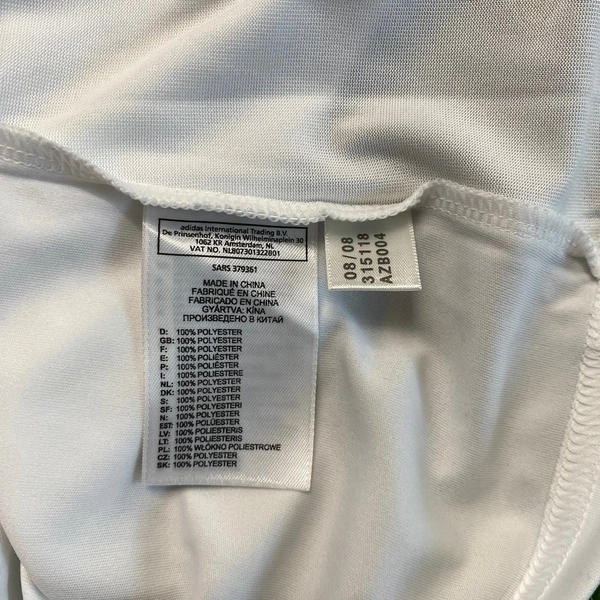 adidas International Trading B.V.
De Prinsenhof, Konigin Wilhelminaplein 30
1062 KR Amsterdam, NL
VAT NO. NL807301322B01
SARS 379361
MADE IN CHINA
FABRIQUÉ EN CHINE
FABRICADO EN CHINA
GYÁRTVA: KÍNA
ПРОИЗВЕДЕНО В КИТАЙ
D: 100% POLYESTER
GB: 100% POLYESTER
F: 100% POLYESTER
E: 100% POLIÉSTER
P: 100% POLIÉSTER
I: 100% POLIESTERE
NL: 100% POLYESTER
DK: 100% POLYESTER
S: 100% POLYESTER
SF: 100% POLYESTERI
N: 100% POLYESTER
EST: 100% POLÜESTER
LV: 100% POLIESTERIS
LT: 100% POLIESTERIS
PL: 100% WŁÓKNO POLIESTROWE
CZ: 100% POLYESTER
SK: 100% POLYESTER
08/08
315118
AZB004